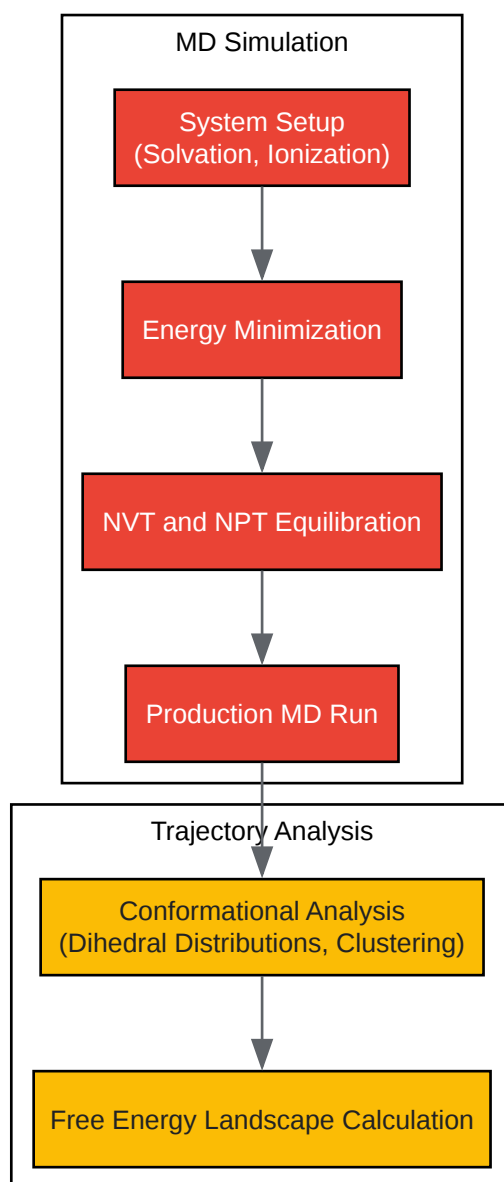 MD Simulation
System Setup
(Solvation, Ionization)
Energy Minimization
NVT and NPT Equilibration
Production MD Run
Trajectory Analysis
Conformational Analysis
(Dihedral Distributions, Clustering)
Free Energy Landscape Calculation